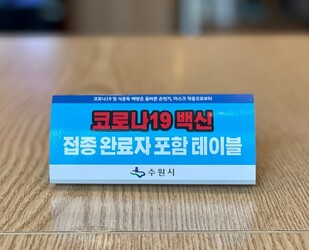 코로나19 및 식중독 예방은 올바른 손씻기, 마스크 착용으로부터
코로나19 백신
접종 완료자 포함 테이블
수원시